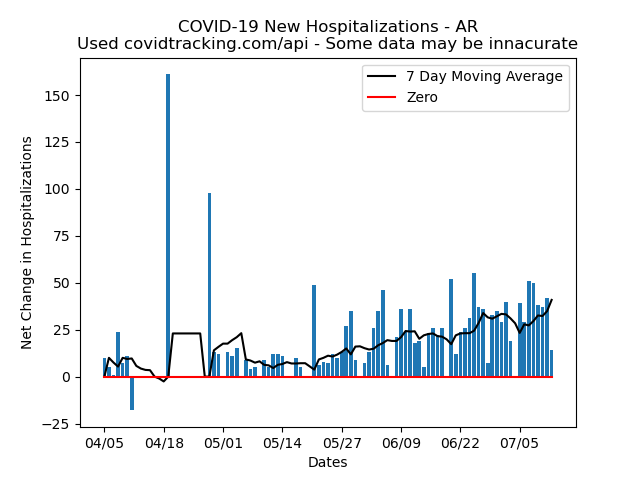 COVID-19 New Hospitalizations - AR
Used covidtracking.com/api - Some data may be innacurate
7 Day Moving Average
Zero
Net Change in Hospitalizations
150
125
100
75
50
25
0
−25
04/05 04/18 05/01 05/14 05/27 06/09 06/22 07/05
Dates